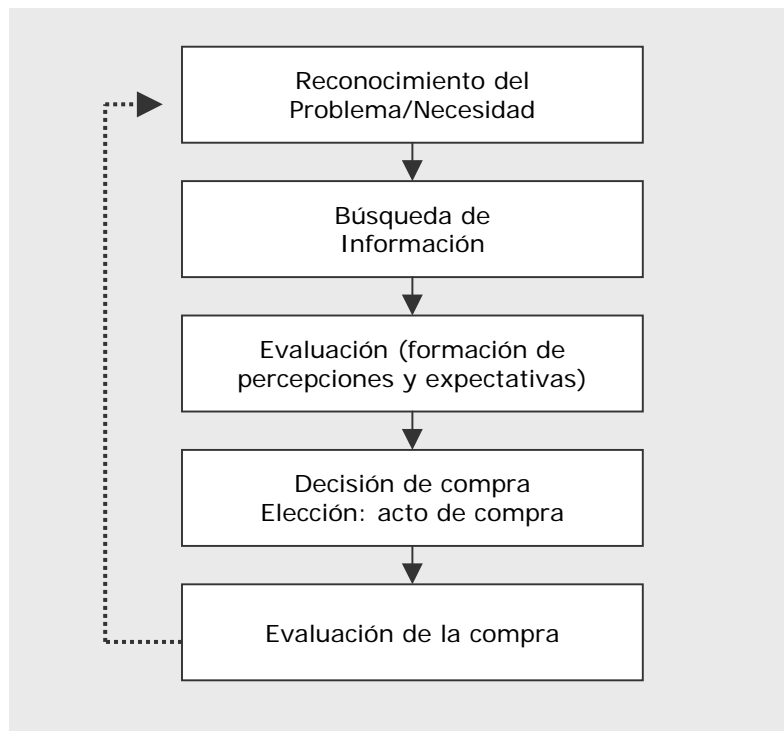 Reconocimiento del
Problema/Necesidad
Búsqueda de
Información
Evaluación (formación de
percepciones y expectativas)
Decisión de compra
Elección: acto de compra
Evaluación de la compra